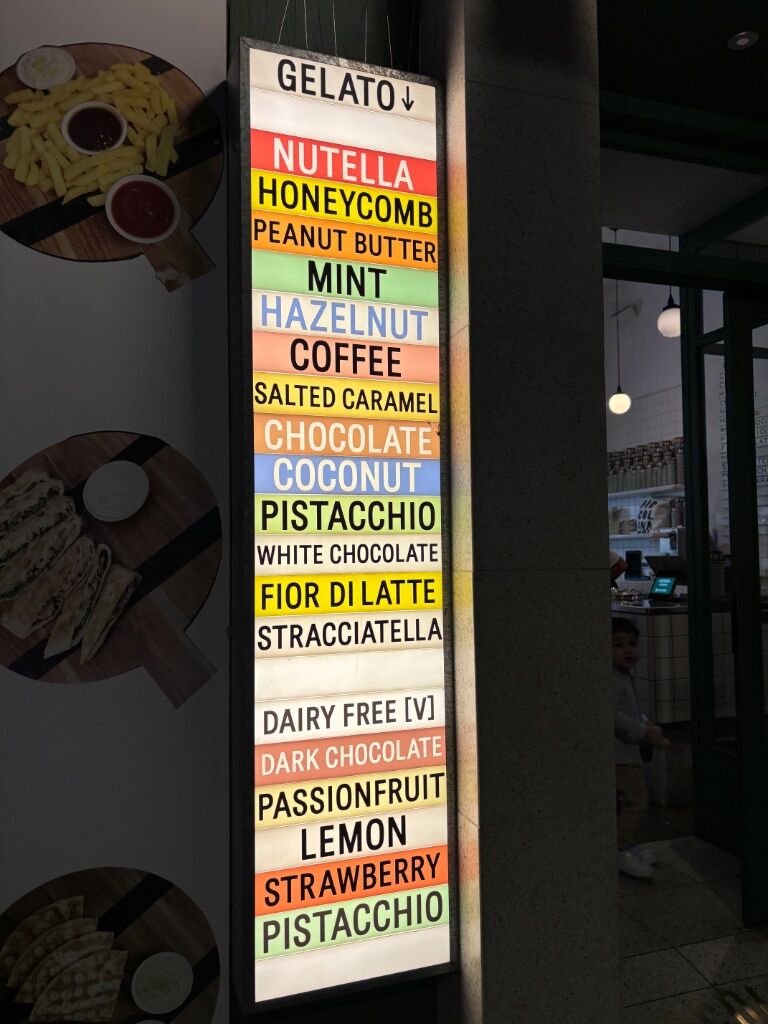 GELATO↓
NUTELLA
HONEYCOMB
PEANUT BUTTER
MINT
HAZELNUT
COFFEE
SALTED CARAMEL
CHOCOLATE
COCONUT
PISTACCHIO
WHITE CHOCOLATE
FIOR DI LATTE
STRACCIATELLA
DAIRY FREE [V]
DARK CHOCOLATE
PASSIONFRUIT
LEMON
STRAWBERRY
PISTACCHIO